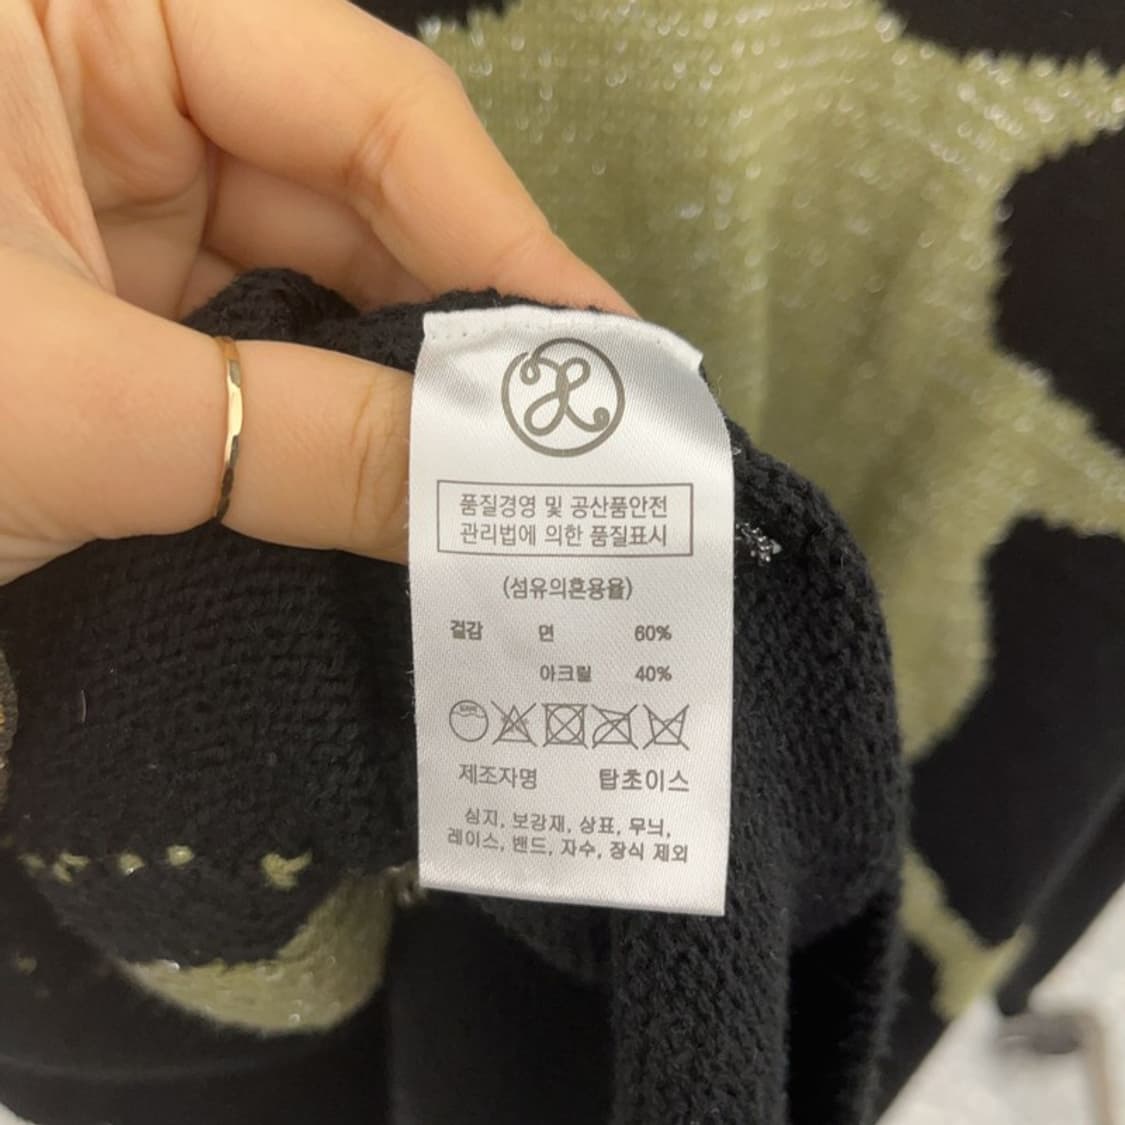 품질경영 및 공산품안전
관리법에 의한 품질표시
(섬유의혼용율)
겉감 면 60%
아크릴 40%
제조자명 탑초이스
심지, 보강재, 상표, 무늬,
레이스, 밴드, 자수, 장식 제외